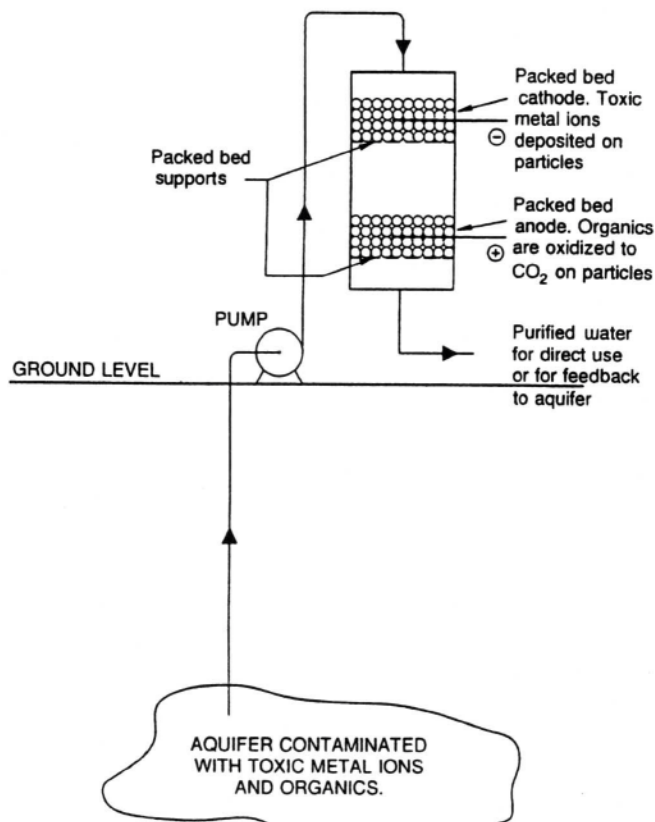 Packed bed
cathode. Toxic
metal ions
⊖ deposited on
particles
Packed bed
supports
Packed bed
anode. Organics
are oxidized to
⊕ CO₂ on particles
PUMP
Purified water
for direct use
or for feedback
to aquifer
GROUND LEVEL
AQUIFER CONTAMINATED
WITH TOXIC METAL IONS
AND ORGANICS.